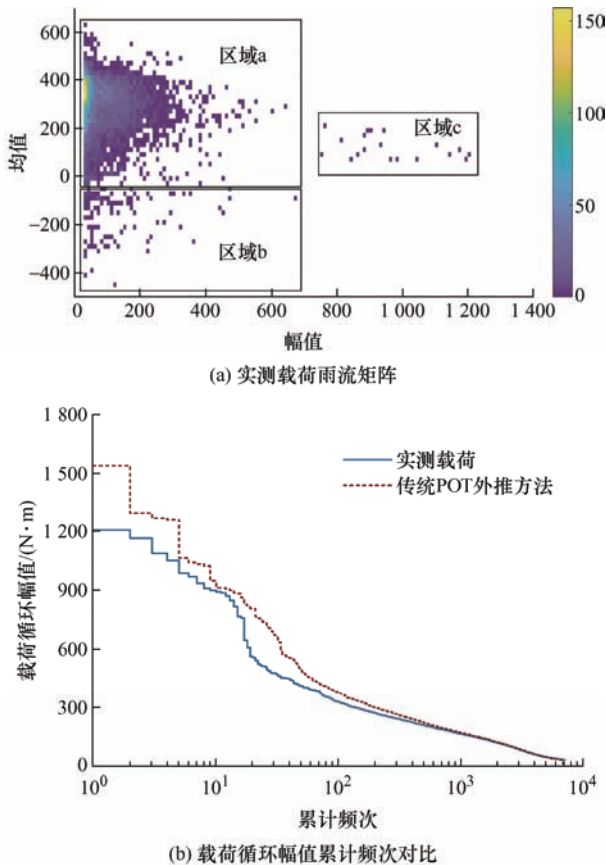 600
400
200
0
−200
−400
均值
区域a
区域b
区域c
150
100
50
0
0 200 400 600 800 1 000 1 200 1 400
幅值
(a) 实测载荷雨流矩阵
1 800
1 500
1 200
900
600
300
0
载荷循环幅值/(N·m)
实测载荷
传统POT外推方法
10⁰ 10¹ 10² 10³ 10⁴
累计频次
(b) 载荷循环幅值累计频次对比